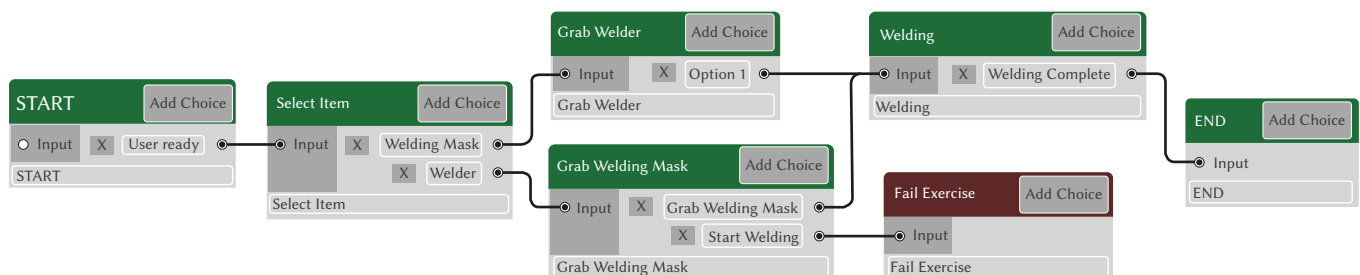 START Add Choice
Input X User ready
START
Select Item Add Choice
Input X Welding Mask
X Welder
Select Item
Grab Welder Add Choice
Input X Option 1
Grab Welder
Grab Welding Mask Add Choice
Input X Grab Welding Mask
X Start Welding
Grab Welding Mask
Welding Add Choice
Input X Welding Complete
Welding
Fail Exercise Add Choice
Input
Fail Exercise
END Add Choice
Input
END